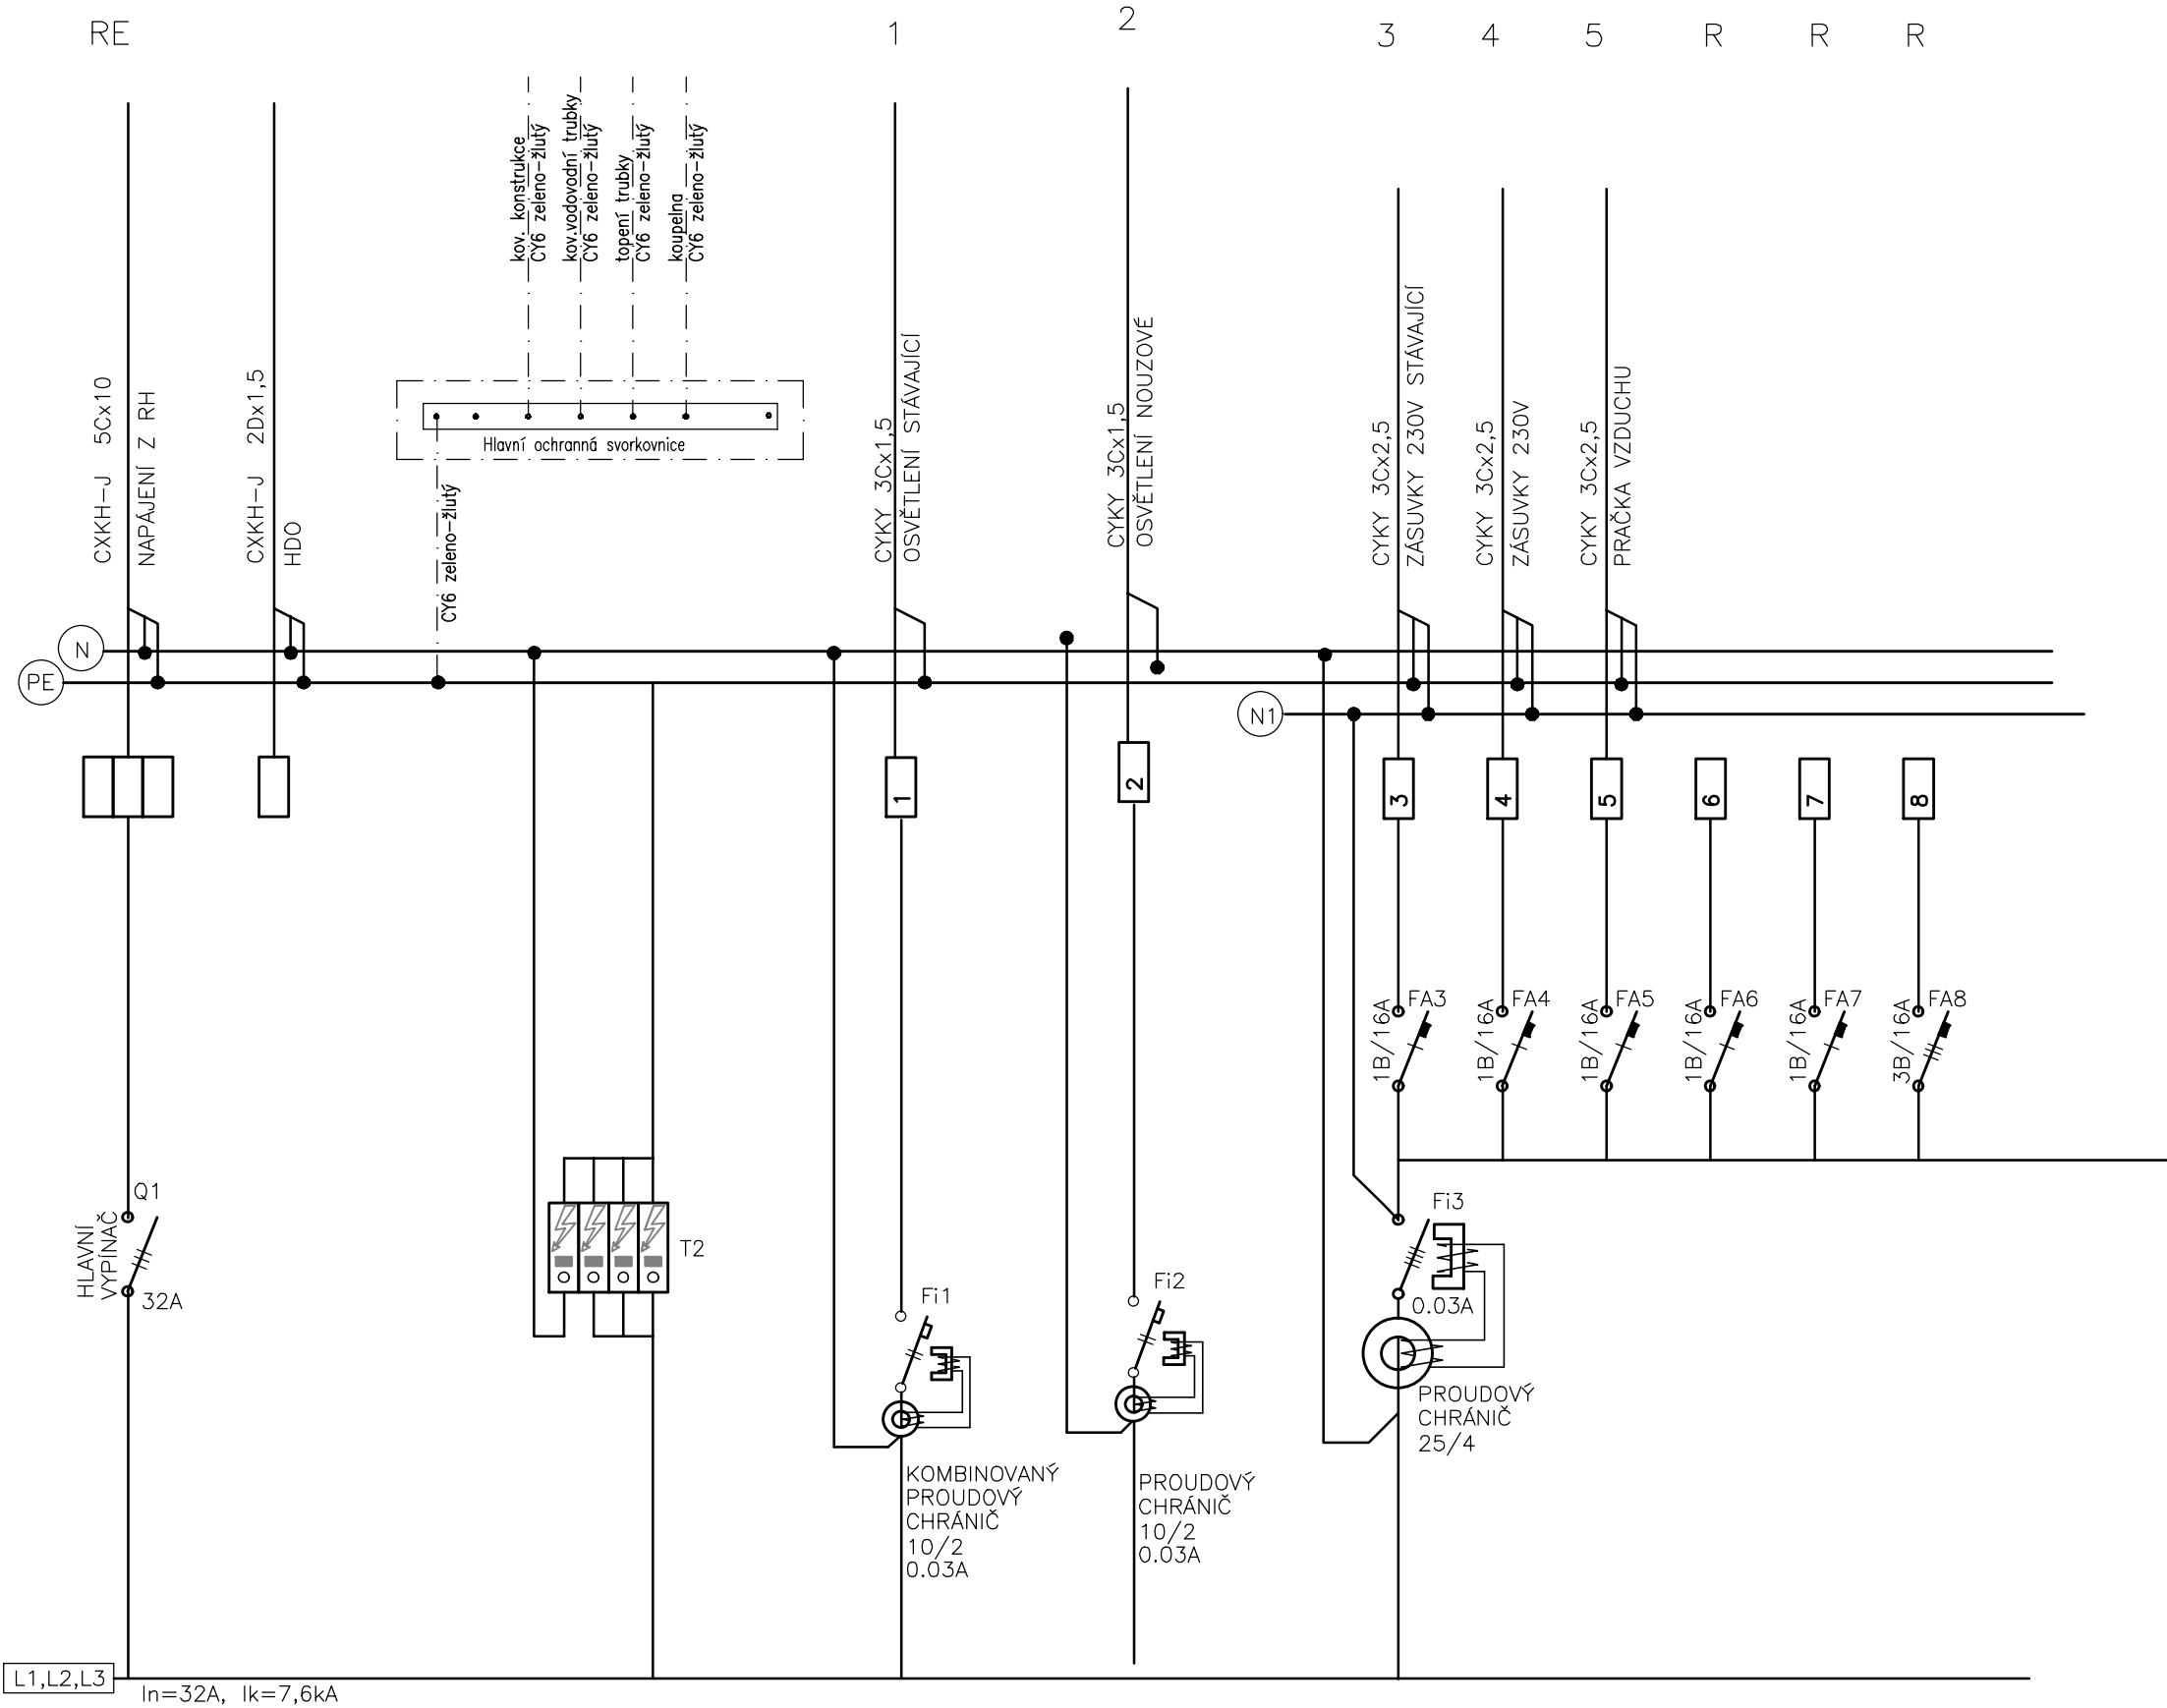 RE
1
2
3
4
5
R
R
R
CXKH-J 5Cx10
NAPÁJENÍ Z RH
CXKH-J 2Dx1,5
HDO
kov. konstrukce
CY6 zeleno-žlutý
kov.vodovodní trubky
CY6 zeleno-žlutý
topení trubky
CY6 zeleno-žlutý
koupelna
CY6 zeleno-žlutý
Hlavní ochranná svorkovnice
CY6 zeleno-žlutý
CYKY 3Cx1,5
OSVĚTLENÍ STÁVAJÍCÍ
CYKY 3Cx1,5
OSVĚTLENÍ NOUZOVÉ
CYKY 3Cx2,5
ZÁSUVKY 230V STÁVAJÍCÍ
CYKY 3Cx2,5
ZÁSUVKY 230V
CYKY 3Cx2,5
PRAČKA VZDUCHU
N
PE
N1
1
2
3
4
5
6
7
8
1B/16A
FA3
1B/16A
FA4
1B/16A
FA5
1B/16A
FA6
1B/16A
FA7
3B/16A
FA8
Q1
HLAVNÍ
VYPÍNAČ
32A
T2
Fi1
KOMBINOVANÝ
PROUDOVÝ
CHRÁNIČ
10/2
0.03A
Fi2
PROUDOVÝ
CHRÁNIČ
10/2
0.03A
Fi3
0.03A
PROUDOVÝ
CHRÁNIČ
25/4
L1,L2,L3
In=32A, Ik=7,6kA